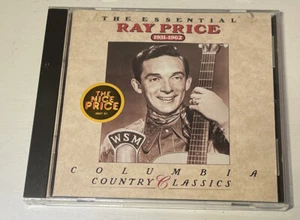 THE ESSENTIAL
RAY PRICE
1951-1962
THE
NICE
PRICE
WSM
COLUMBIA
COUNTRY CLASSICS